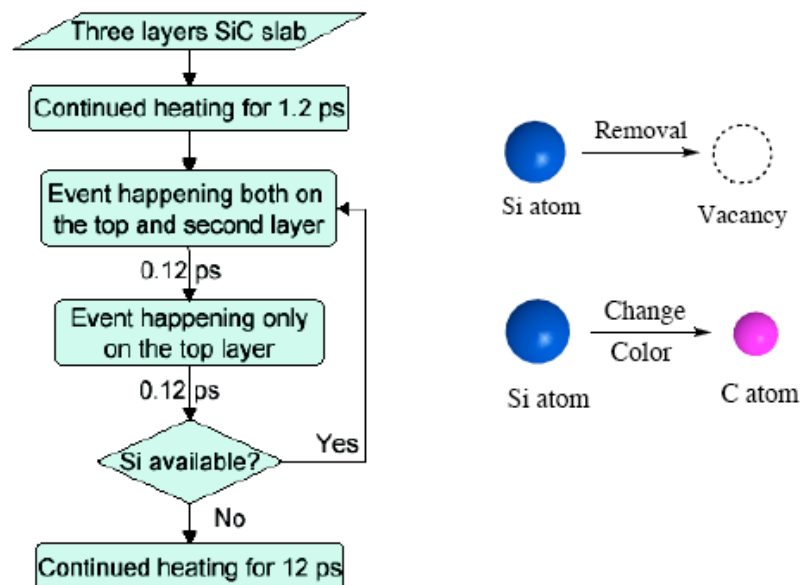 Three layers SiC slab
Continued heating for 1.2 ps
Event happening both on
the top and second layer
0.12 ps
Event happening only
on the top layer
0.12 ps
Si available?
Yes
No
Continued heating for 12 ps
Removal
Si atom
Vacancy
Change
Color
Si atom
C atom